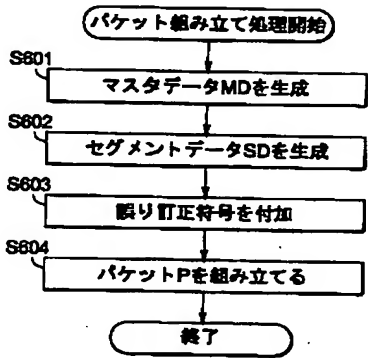 パケット組み立て処理開始
S601
マスタデータMDを生成
S602
セグメントデータSDを生成
S603
誤り訂正符号を付加
S604
パケットPを組み立てる
終了